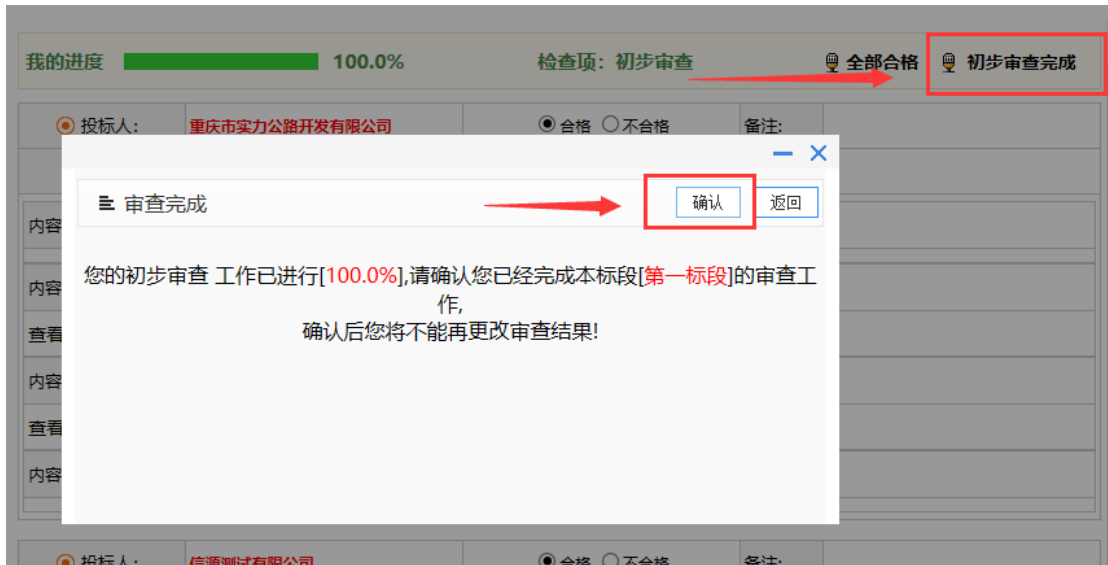 我的进度 100.0% 检查项：初步审查 全部合格 初步审查完成
投标人： 重庆市实力公路开发有限公司 合格 不合格 备注:
审查完成 确认 返回
内容
您的初步审查 工作已进行[100.0%],请确认您已经完成本标段[第一标段]的审查工
内容
作,
确认后您将不能再更改审查结果!
查看
内容
查看
内容
投标人： 信源测试有限公司 合格 不合格 备注: